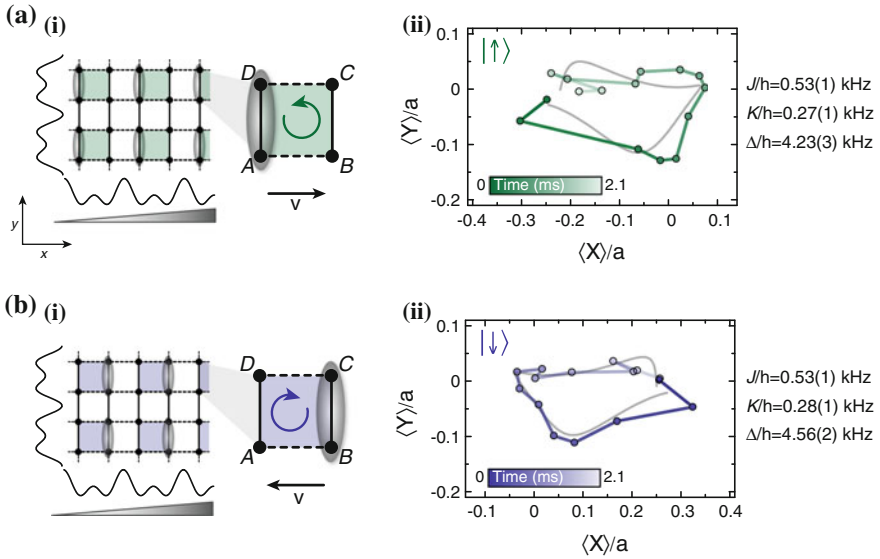 (a) (i)
D C
A B
v
y
x
(ii)
|↑⟩
⟨Y⟩/a
0.1
0
-0.1
-0.2
0 Time (ms) 2.1
-0.4 -0.3 -0.2 -0.1 0 0.1
⟨X⟩/a
J/h=0.53(1) kHz
K/h=0.27(1) kHz
Δ/h=4.23(3) kHz
(b) (i)
D C
A B
v
(ii)
|↓⟩
⟨Y⟩/a
0.1
0
-0.1
-0.2
0 Time (ms) 2.1
-0.1 0 0.1 0.2 0.3 0.4
⟨X⟩/a
J/h=0.53(1) kHz
K/h=0.28(1) kHz
Δ/h=4.56(2) kHz